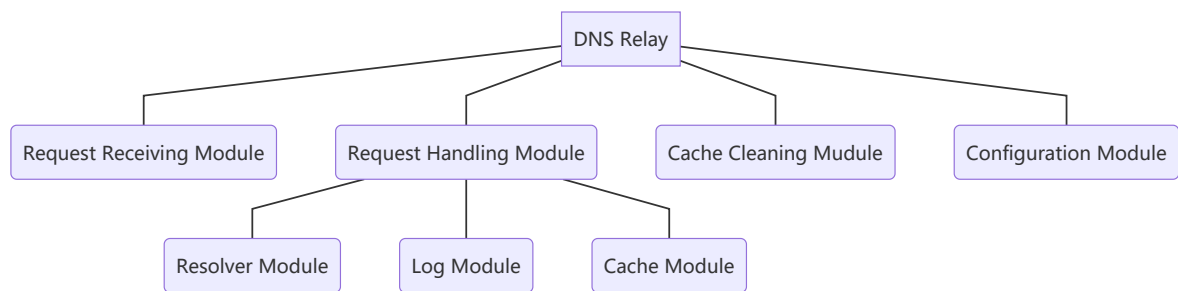 DNS Relay
Request Receiving Module
Request Handling Module
Cache Cleaning Mudule
Configuration Module
Resolver Module
Log Module
Cache Module